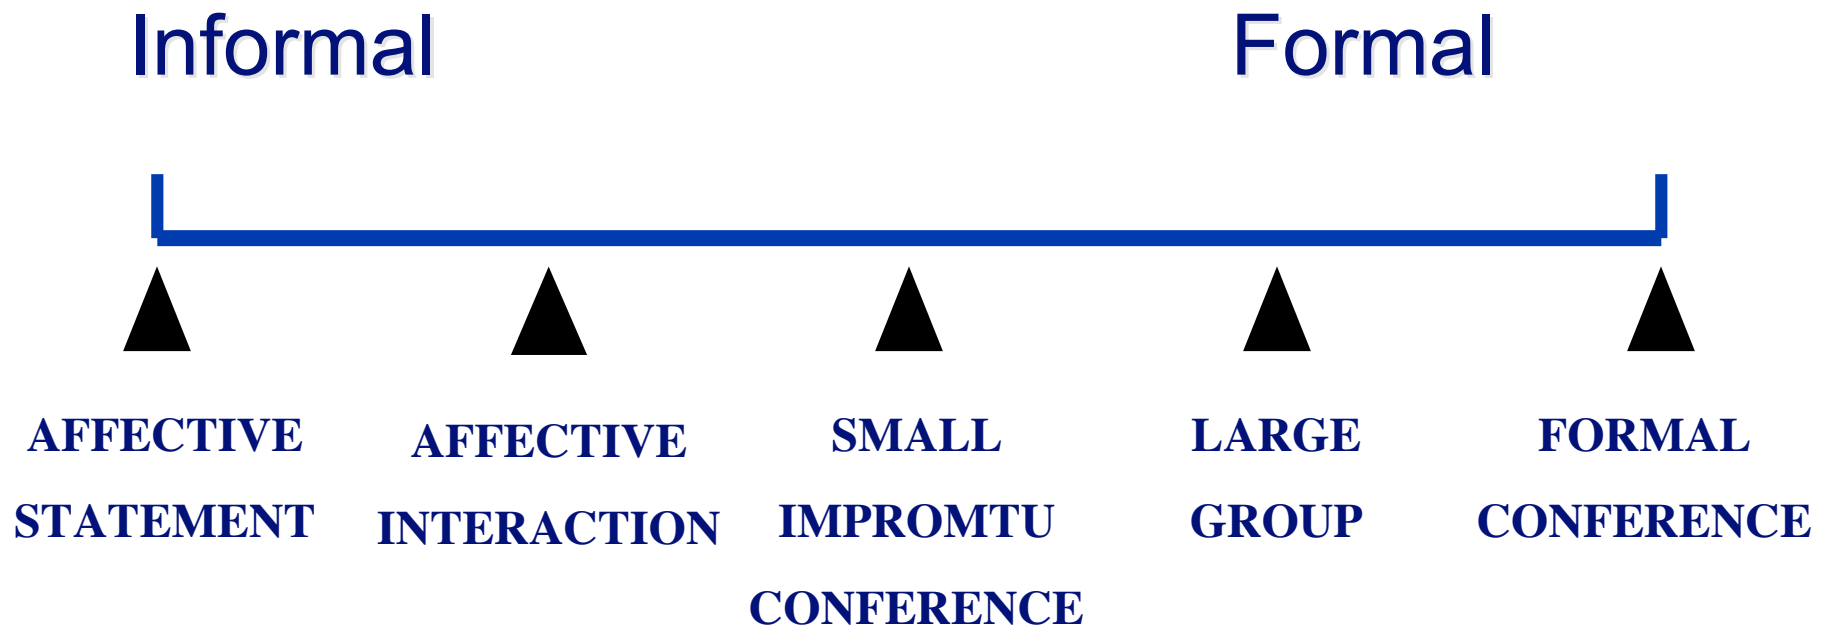 Informal
Formal
AFFECTIVE
STATEMENT
AFFECTIVE
INTERACTION
SMALL
IMPROMTU
CONFERENCE
LARGE
GROUP
FORMAL
CONFERENCE